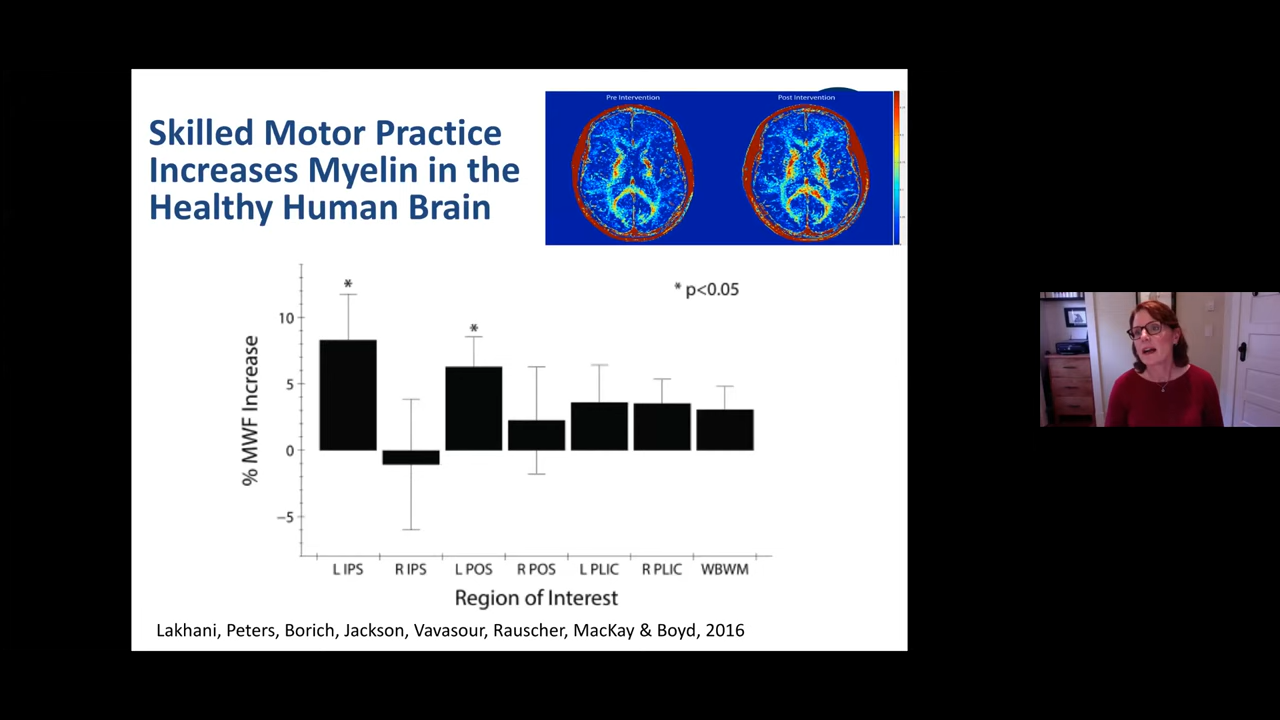 Skilled Motor Practice
Increases Myelin in the
Healthy Human Brain
Pre Intervention
Post Intervention
* p<0.05
*
*
% MWF Increase
10
5
0
−5
L IPS R IPS L POS R POS L PLIC R PLIC WBWM
Region of Interest
Lakhani, Peters, Borich, Jackson, Vavasour, Rauscher, MacKay & Boyd, 2016